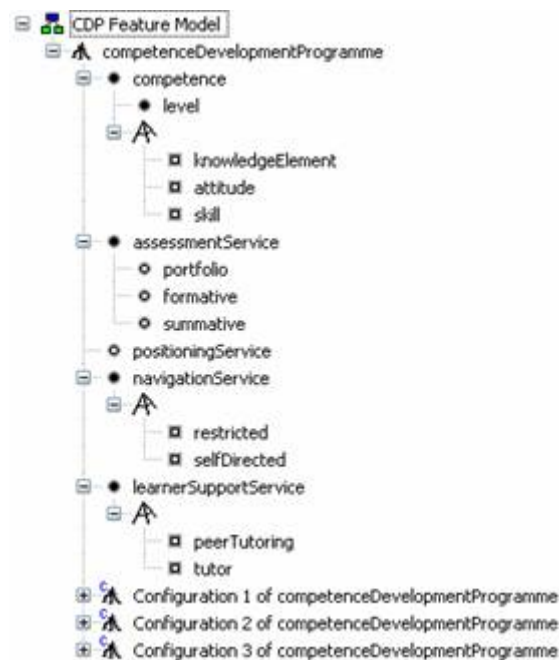 CDP Feature Model
competenceDevelopmentProgramme
competence
level
knowledgeElement
attitude
skill
assessmentService
portfolio
formative
summative
positioningService
navigationService
restricted
selfDirected
learnerSupportService
peerTutoring
tutor
Configuration 1 of competenceDevelopmentProgramme
Configuration 2 of competenceDevelopmentProgramme
Configuration 3 of competenceDevelopmentProgramme